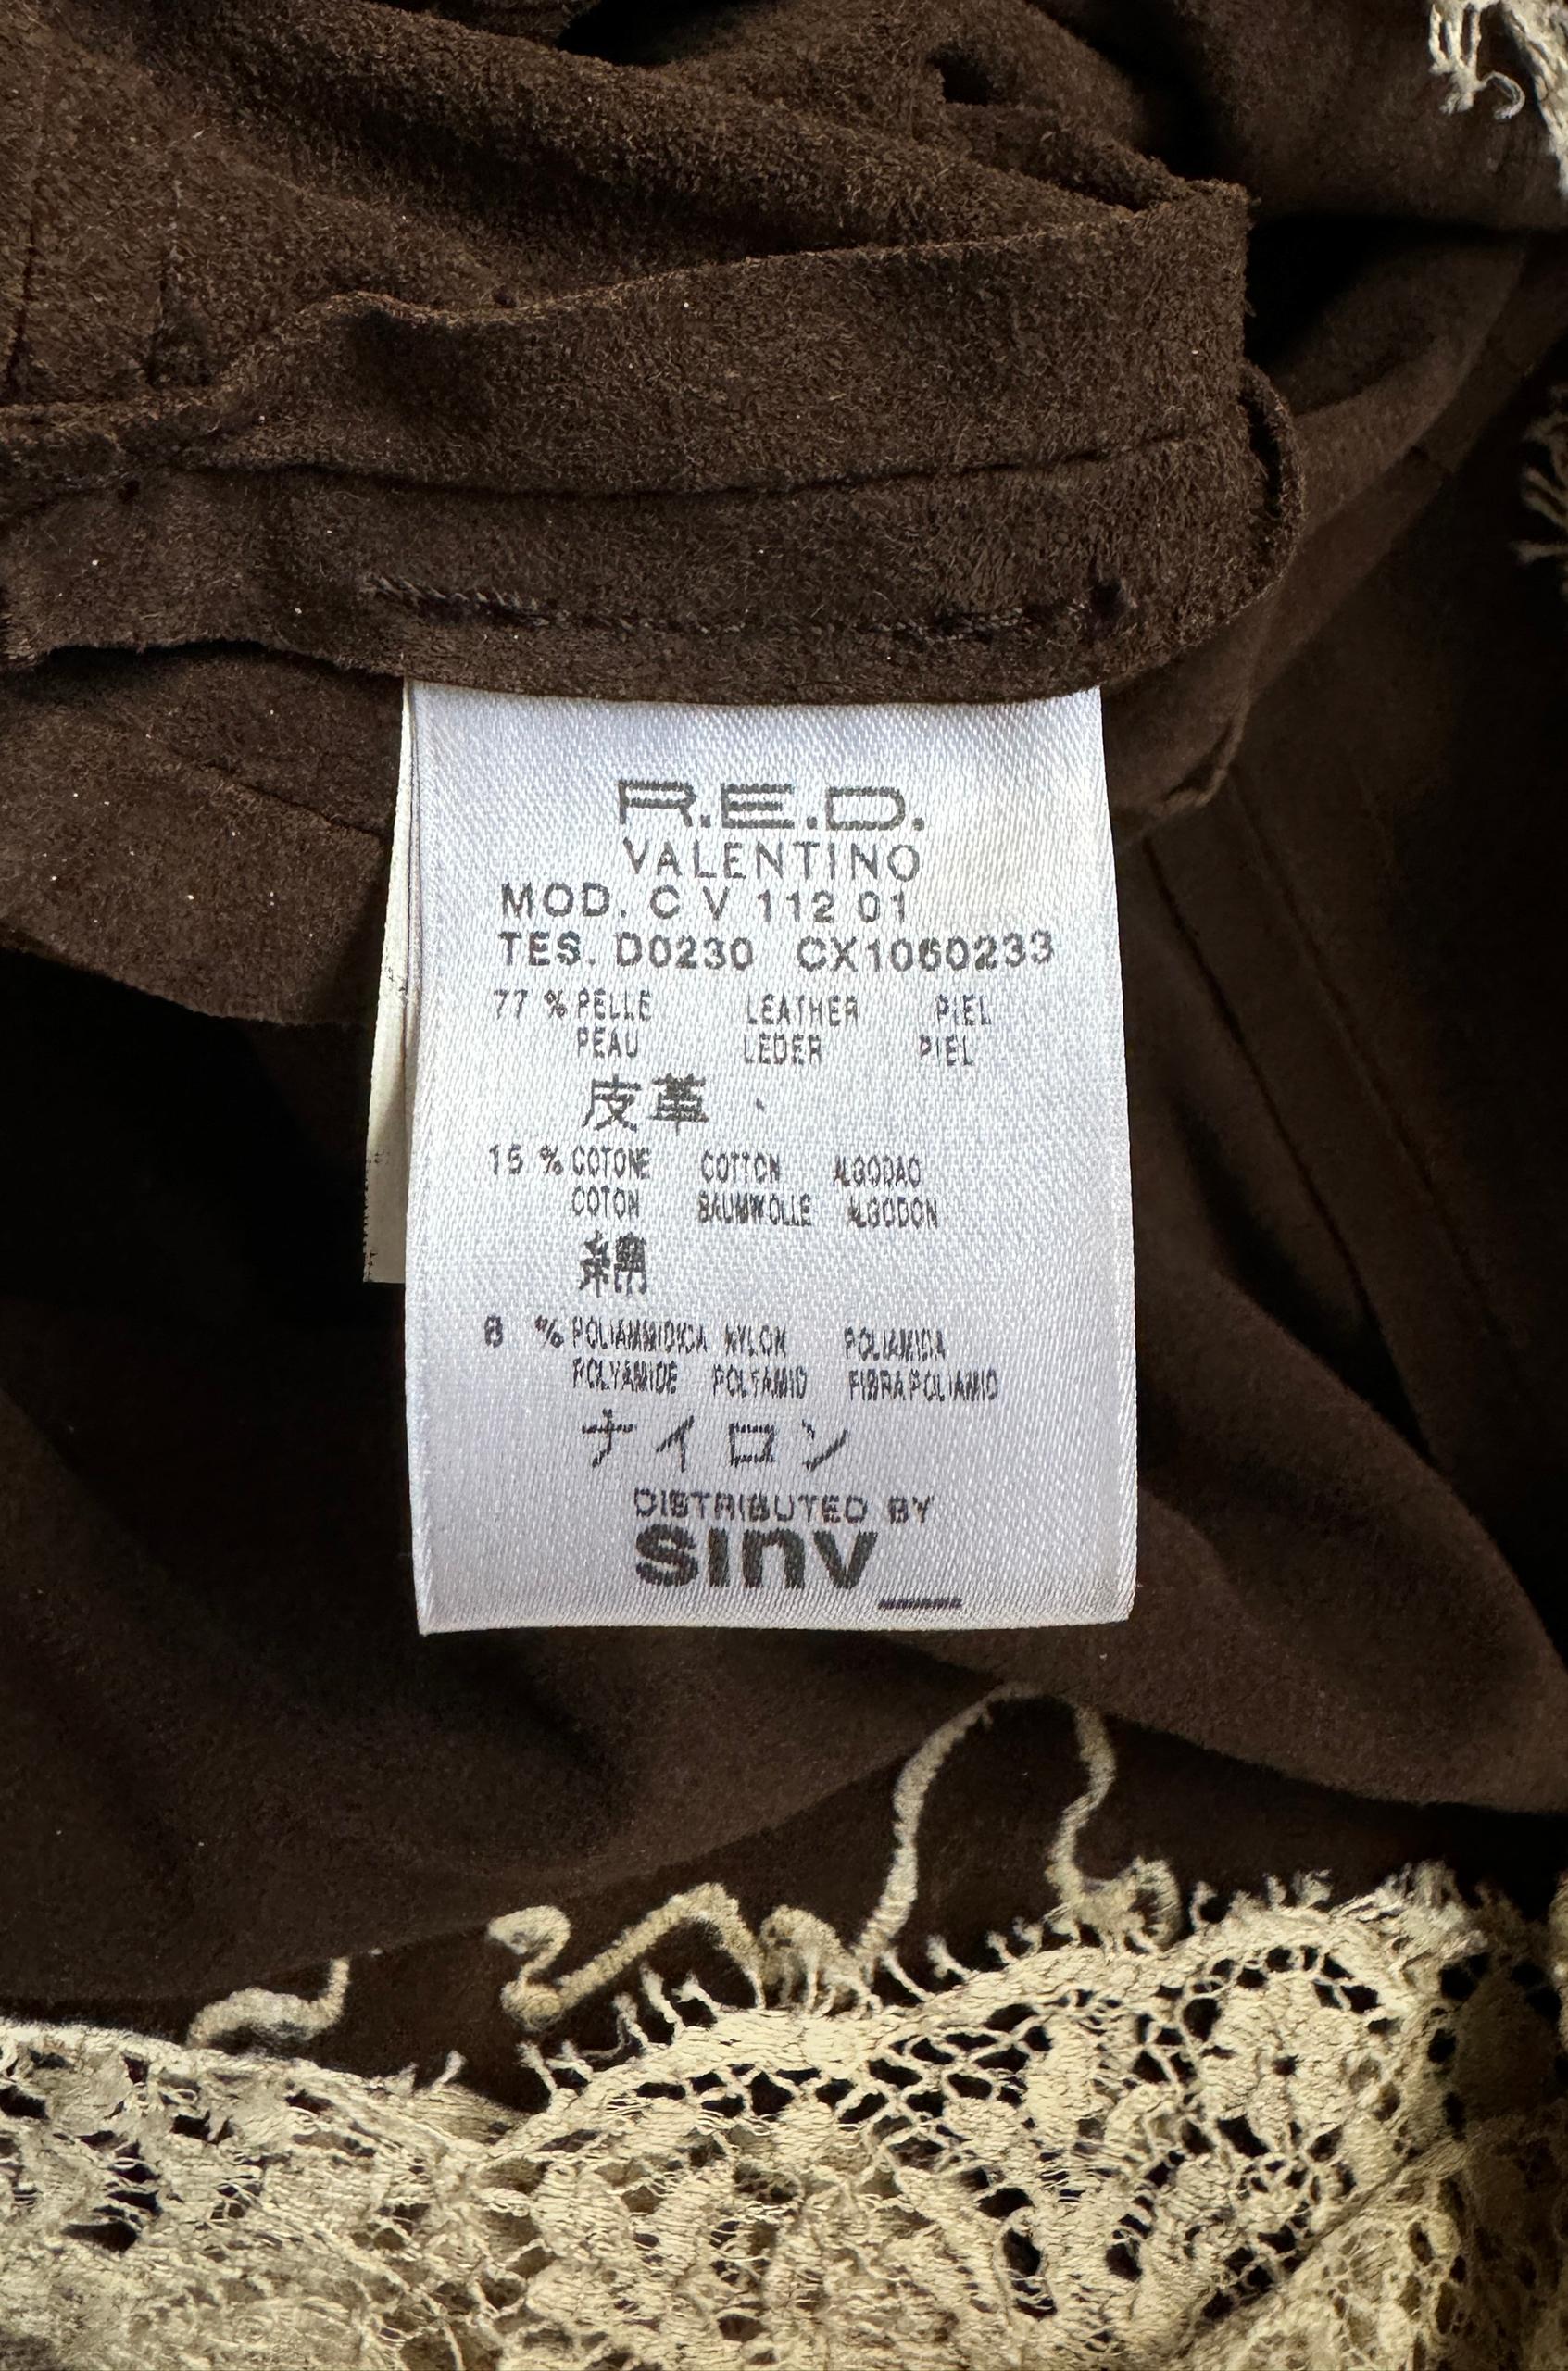 R.E.D.
VALENTINO
MOD. C V 112 01
TES. D0230 CX1060233
77 % PELLE LEATHER PIEL
PEAU LEDER PIEL
皮革
15 % COTONE COTTON ALGODAO
COTON BAUMWOLLE ALGODON
綿
8 % POLIAMMIDICA NYLON POLIAMIDA
POLYAMIDE POLYAMID FIBRA POLIAMID
ナイロン
DISTRIBUTED BY
sinv